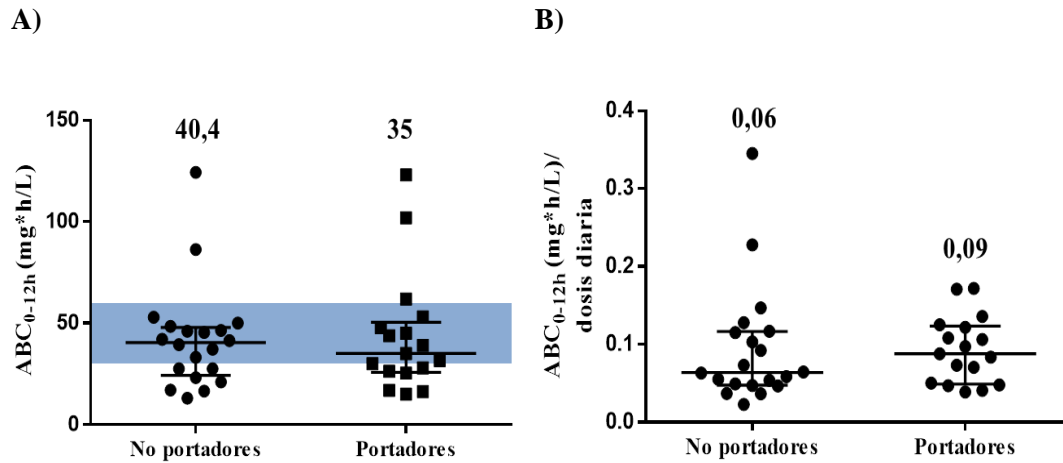 A)
ABC0-12h (mg*h/L)
150
100
50
0
40,4
35
No portadores
Portadores
B)
ABC0-12h (mg*h/L)/
dosis diaria
0.4
0.3
0.2
0.1
0.0
0,06
0,09
No portadores
Portadores